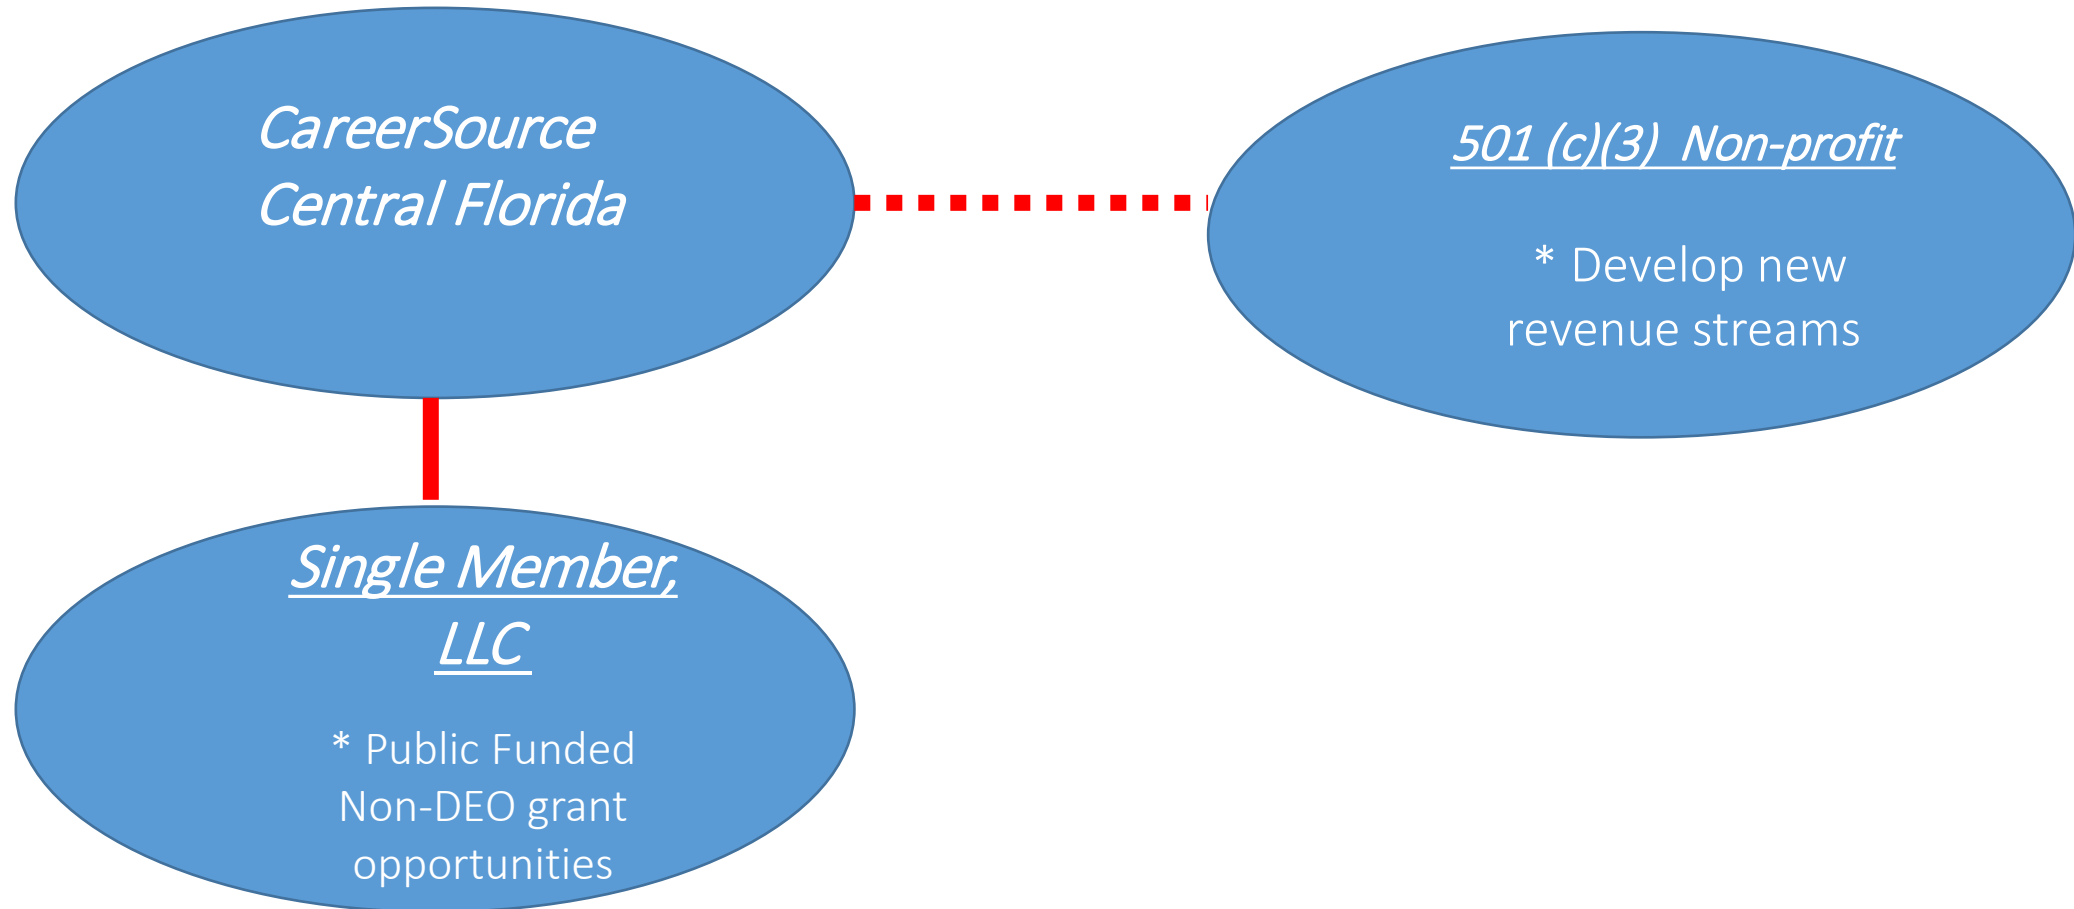 CareerSource
Central Florida
501 (c)(3) Non-profit
* Develop new
revenue streams
Single Member,
LLC
* Public Funded
Non-DEO grant
opportunities